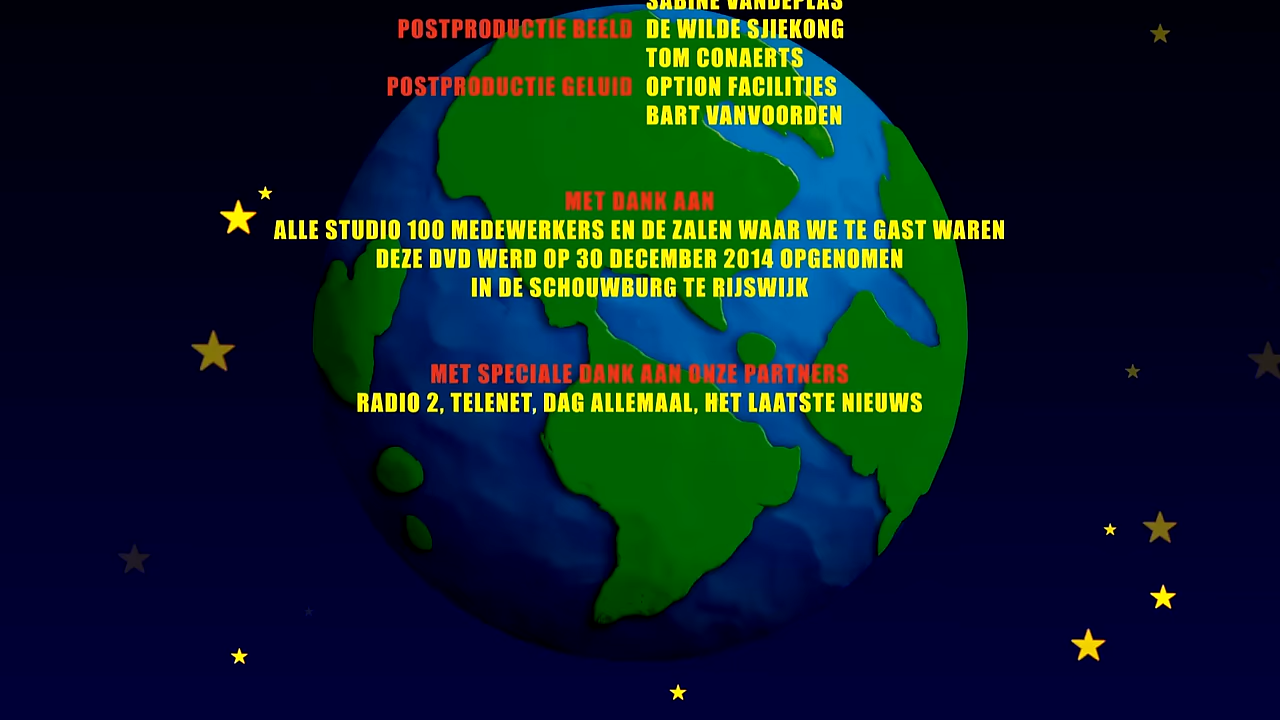 SABINE VANDEPLAS
POSTPRODUCTIE BEELD DE WILDE SJIEKONG
TOM CONAERTS
POSTPRODUCTIE GELUID OPTION FACILITIES
BART VANVOORDEN
MET DANK AAN
ALLE STUDIO 100 MEDEWERKERS EN DE ZALEN WAAR WE TE GAST WAREN
DEZE DVD WERD OP 30 DECEMBER 2014 OPGENOMEN
IN DE SCHOUWBURG TE RIJSWIJK
MET SPECIALE DANK AAN ONZE PARTNERS
RADIO 2, TELENET, DAG ALLEMAAL, HET LAATSTE NIEUWS